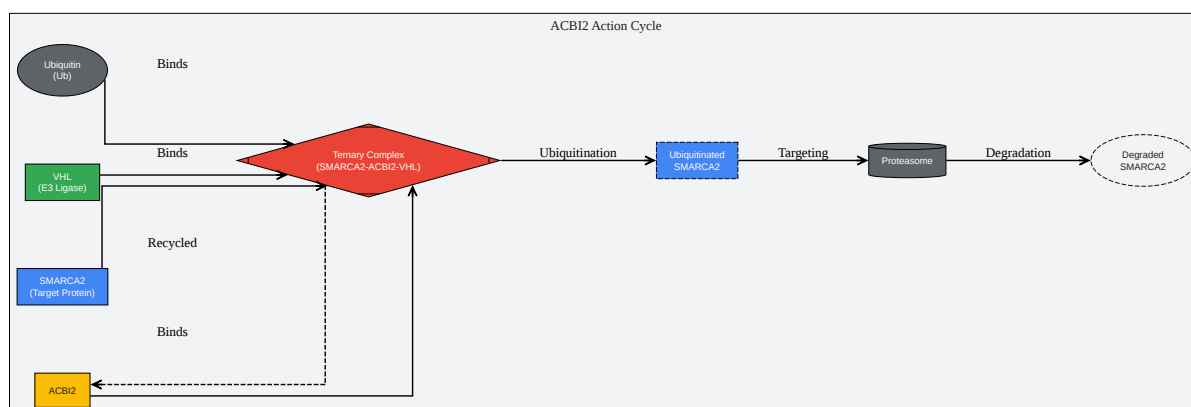 ACBI2 Action Cycle
Ubiquitin
(Ub)
Binds
Binds
VHL
(E3 Ligase)
Ternary Complex
(SMARCA2-ACBI2-VHL)
Ubiquitination
Ubiquitinated
SMARCA2
Targeting
Proteasome
Degradation
Degraded
SMARCA2
Recycled
SMARCA2
(Target Protein)
Binds
ACBI2